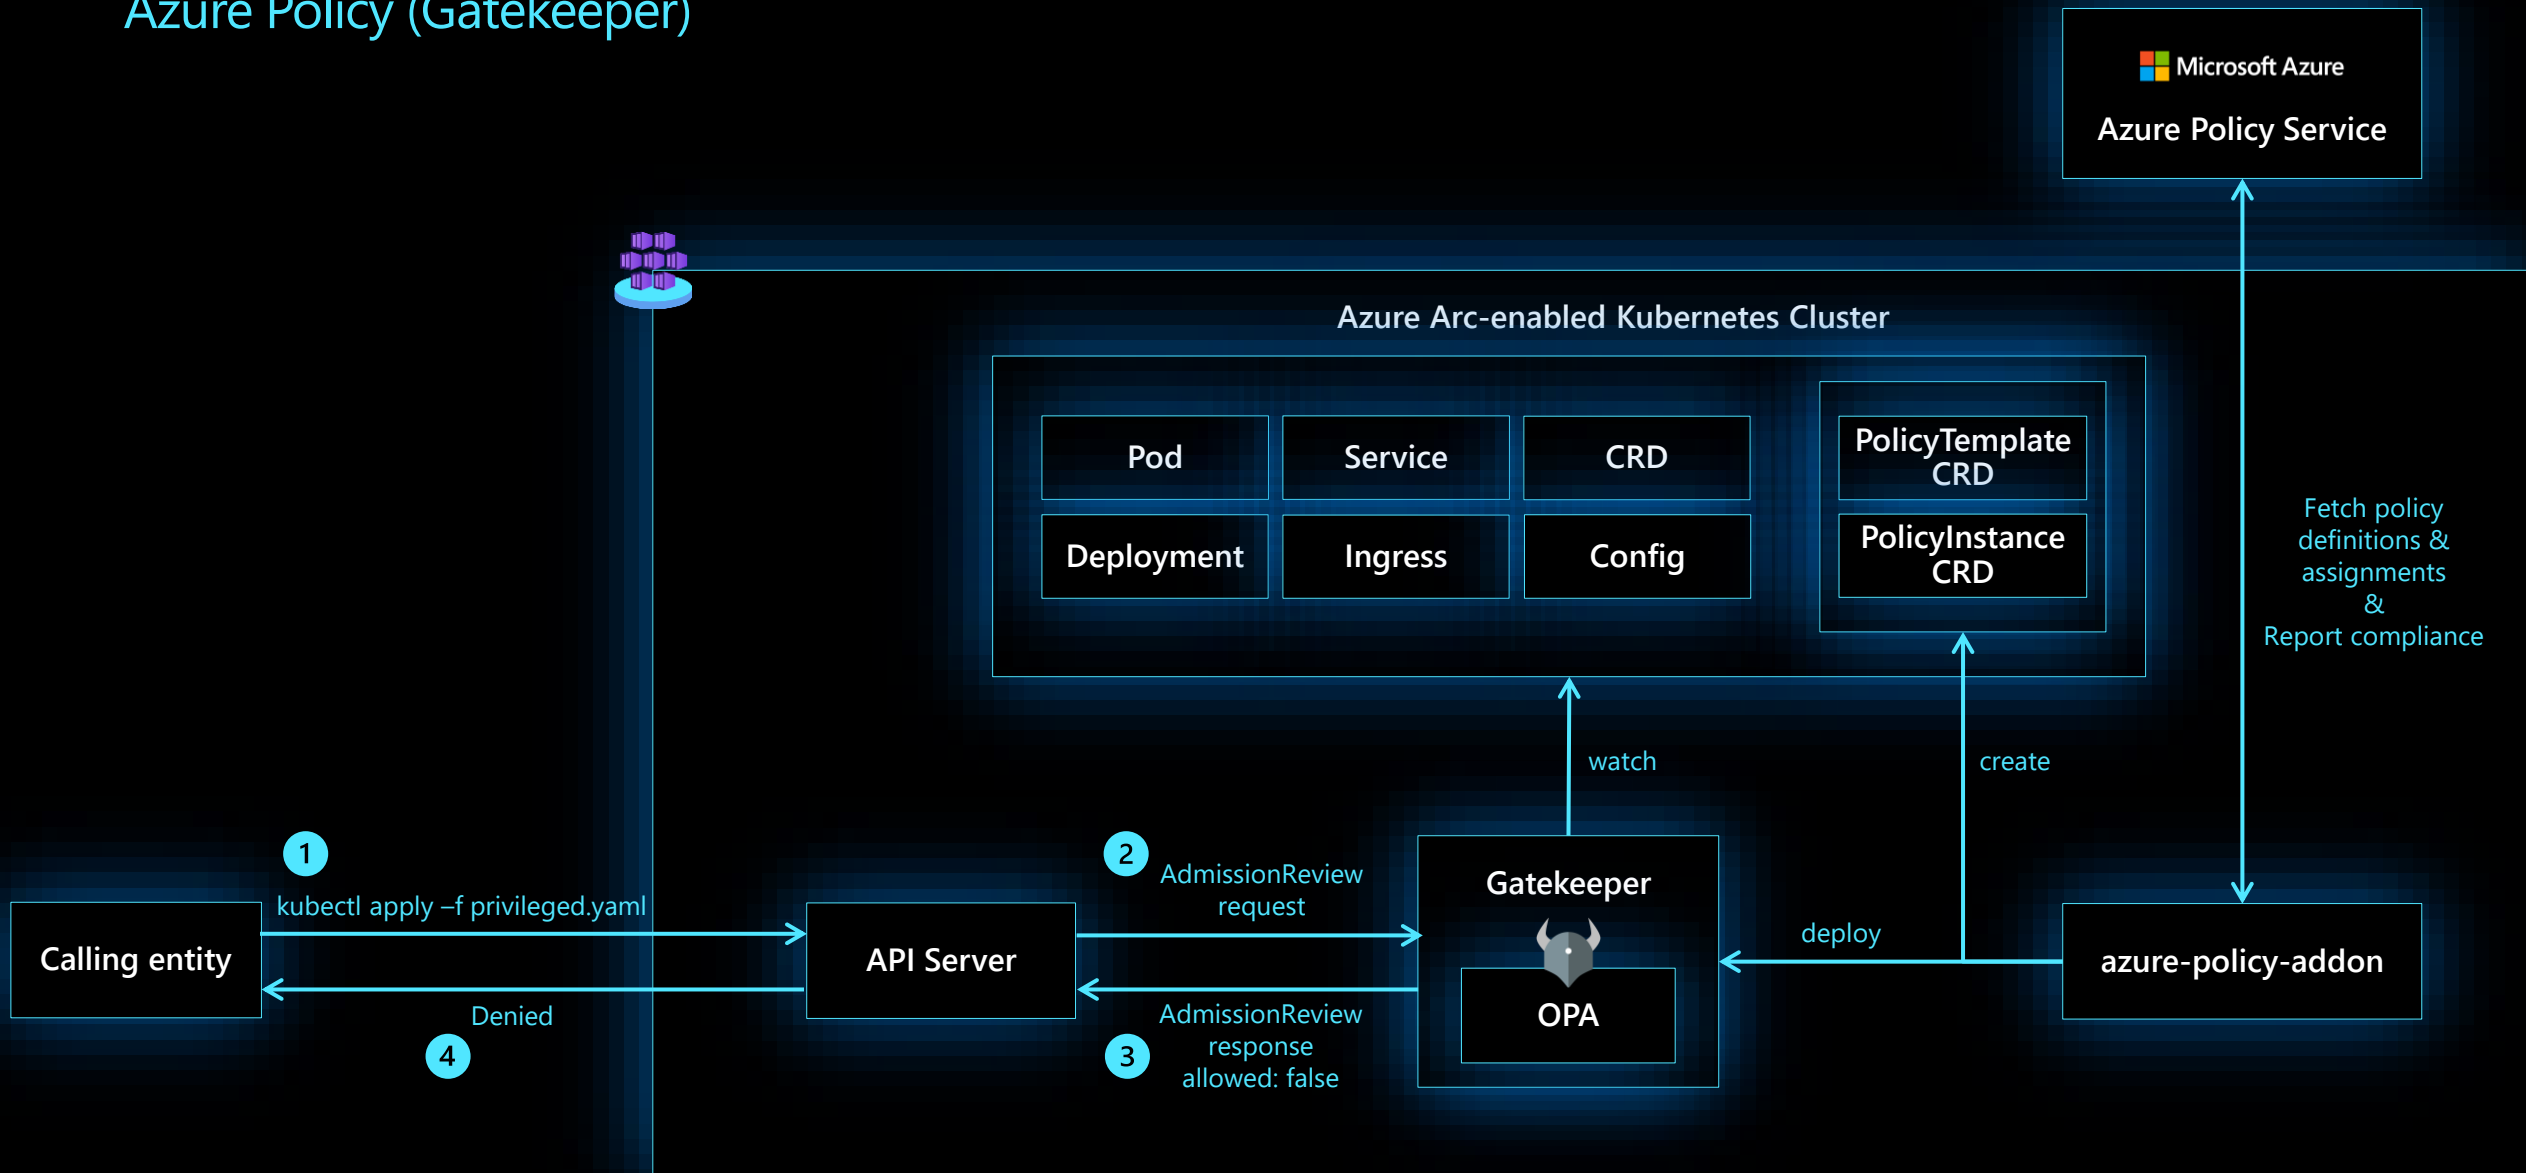 Azure Policy (Gatekeeper)
Microsoft Azure
Azure Policy Service
Azure Arc-enabled Kubernetes Cluster
Pod
Service
CRD
PolicyTemplate
CRD
Deployment
Ingress
Config
PolicyInstance
CRD
Fetch policy
definitions &
assignments
&
Report compliance
watch
create
1
kubectl apply –f privileged.yaml
2
AdmissionReview
request
Calling entity
API Server
Gatekeeper
OPA
deploy
azure-policy-addon
Denied
4
3
AdmissionReview
response
allowed: false